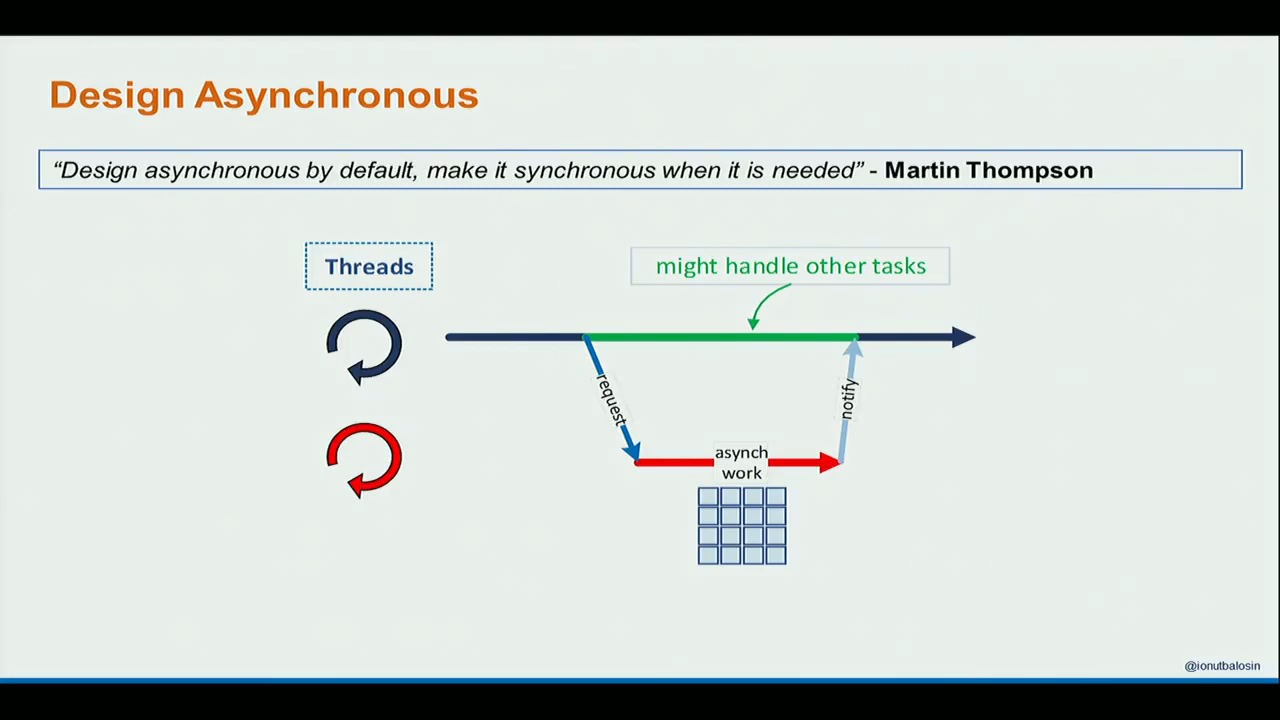 Design Asynchronous
“Design asynchronous by default, make it synchronous when it is needed” - Martin Thompson
Threads
might handle other tasks
request
notify
asynch
work
@ionutbalosin